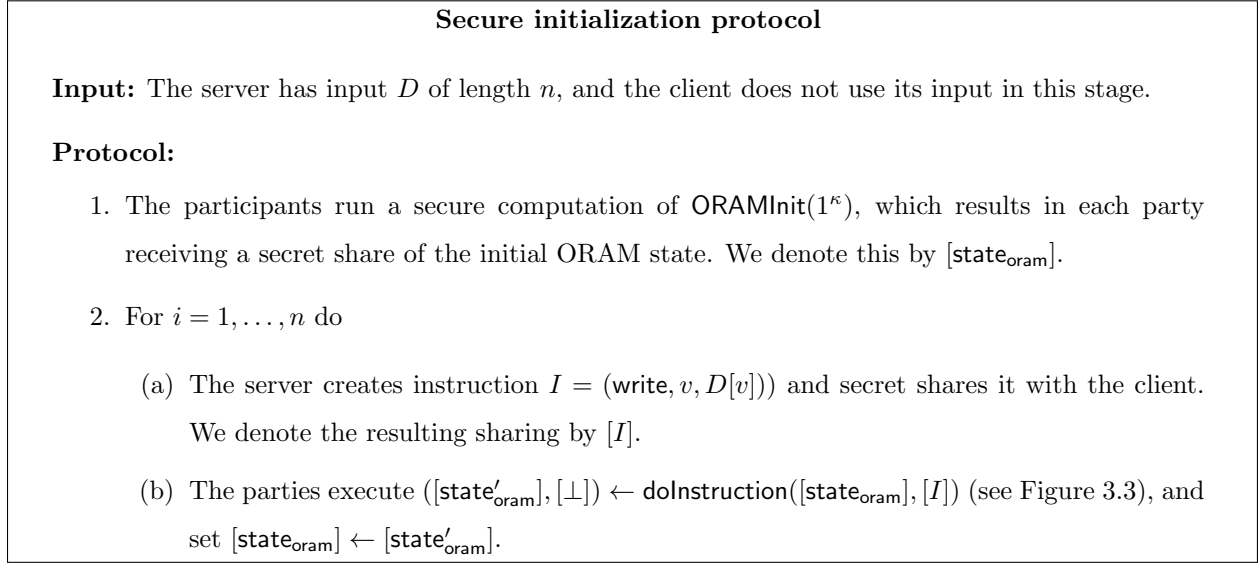 Secure initialization protocol
Input: The server has input D of length n, and the client does not use its input in this stage.
Protocol:
1. The participants run a secure computation of ORAMInit(1^κ), which results in each party
receiving a secret share of the initial ORAM state. We denote this by [state_oram].
2. For i = 1, . . . , n do
(a) The server creates instruction I = (write, v, D[v])) and secret shares it with the client.
We denote the resulting sharing by [I].
(b) The parties execute ([state′_oram], [⊥]) ← doInstruction([state_oram], [I]) (see Figure 3.3), and
set [state_oram] ← [state′_oram].